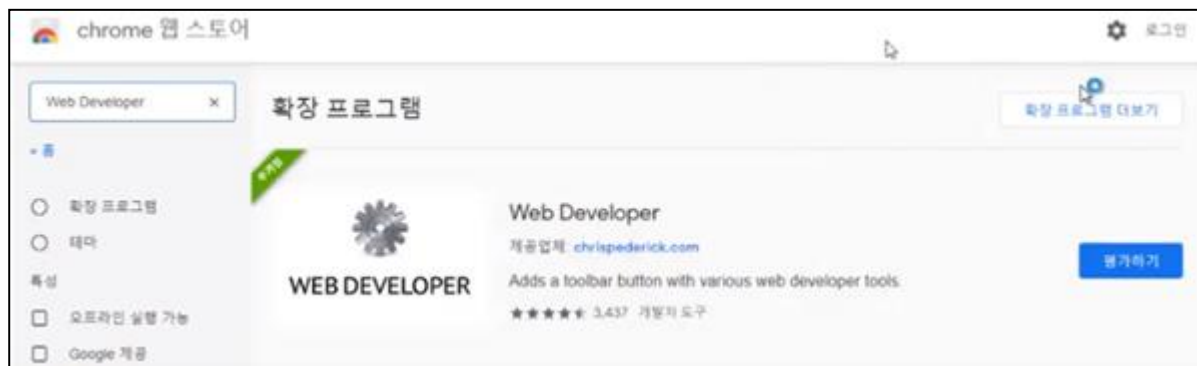 chrome 웹 스토어
로그인
Web Developer
확장 프로그램
확장 프로그램 더보기
« 홈
추가됨
확장 프로그램
테마
Web Developer
제공업체: chrispederick.com
평가하기
특성
WEB DEVELOPER
Adds a toolbar button with various web developer tools.
3,437 개발자 도구
오프라인 실행 가능
Google 제공